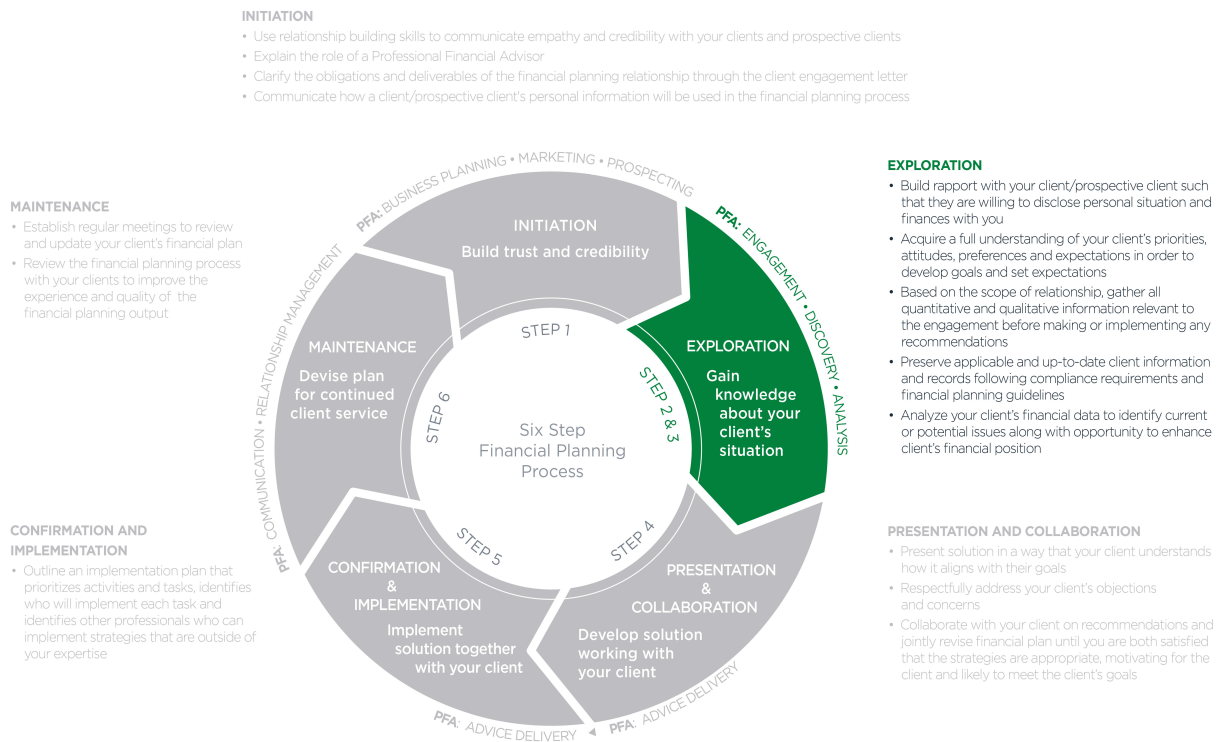 INITIATION
• Use relationship building skills to communicate empathy and credibility with your clients and prospective clients
• Explain the role of a Professional Financial Advisor
• Clarify the obligations and deliverables of the financial planning relationship through the client engagement letter
• Communicate how a client/prospective client's personal information will be used in the financial planning process
EXPLORATION
• Build rapport with your client/prospective client such
that they are willing to disclose personal situation and
finances with you
• Acquire a full understanding of your client's priorities,
attitudes, preferences and expectations in order to
develop goals and set expectations
• Based on the scope of relationship, gather all
quantitative and qualitative information relevant to
the engagement before making or implementing any
recommendations
• Preserve applicable and up-to-date client information
and records following compliance requirements and
financial planning guidelines
• Analyze your client's financial data to identify current
or potential issues along with opportunity to enhance
client's financial position
PRESENTATION AND COLLABORATION
• Present solution in a way that your client understands
how it aligns with their goals
• Respectfully address your client's objections
and concerns
• Collaborate with your client on recommendations and
jointly revise financial plan until you are both satisfied
that the strategies are appropriate, motivating for the
client and likely to meet the client's goals
CONFIRMATION AND
IMPLEMENTATION
• Outline an implementation plan that
prioritizes activities and tasks, identifies
who will implement each task and
identifies other professionals who can
implement strategies that are outside of
your expertise
MAINTENANCE
• Establish regular meetings to review
and update your client's financial plan
• Review the financial planning process
with your clients to improve the
experience and quality of the
financial planning output
PFA: BUSINESS PLANNING • MARKETING • PROSPECTING
PFA: ENGAGEMENT • DISCOVERY • ANALYSIS
PFA: ADVICE DELIVERY
PFA: ADVICE DELIVERY
PFA: COMMUNICATION • RELATIONSHIP MANAGEMENT
INITIATION
Build trust and credibility
STEP 1
EXPLORATION
Gain
knowledge
about your
client's
situation
STEP 2 & 3
PRESENTATION
&
COLLABORATION
Develop solution
working with
your client
STEP 4
CONFIRMATION
&
IMPLEMENTATION
Implement
solution together
with your client
STEP 5
MAINTENANCE
Devise plan
for continued
client service
STEP 6
Six Step
Financial Planning
Process